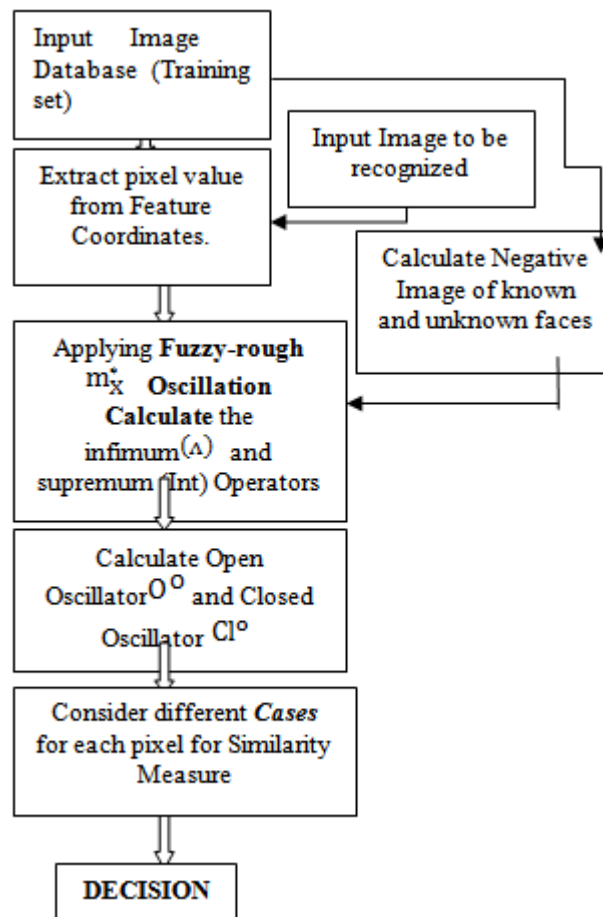 Input Image
Database (Training
set)
Input Image to be
recognized
Extract pixel value
from Feature
Coordinates.
Calculate Negative
Image of known
and unknown faces
Applying Fuzzy-rough
m*X Oscillation
Calculate the
infimum(Λ) and
supremum (Int) Operators
Calculate Open
OscillatorO° and Closed
Oscillator Cl°
Consider different Cases
for each pixel for Similarity
Measure
DECISION